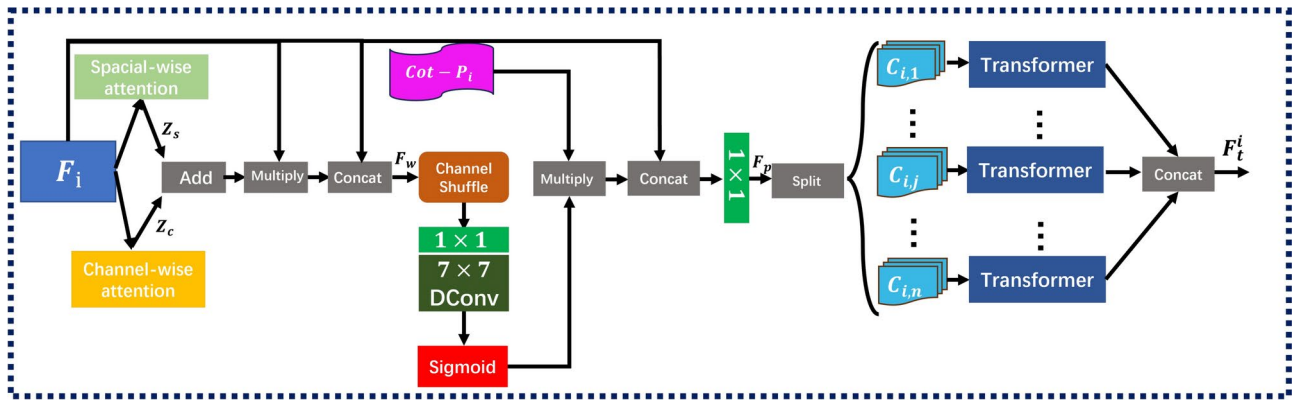 Spacial-wise
attention
F_i
Z_s
Z_c
Channel-wise
attention
Add
Multiply
Concat
F_w
Channel
Shuffle
1 × 1
7 × 7
DConv
Sigmoid
Cot − P_i
Multiply
Concat
1 × 1
F_p
Split
C_{i,1}
Transformer
C_{i,j}
Transformer
C_{i,n}
Transformer
Concat
F_t^i